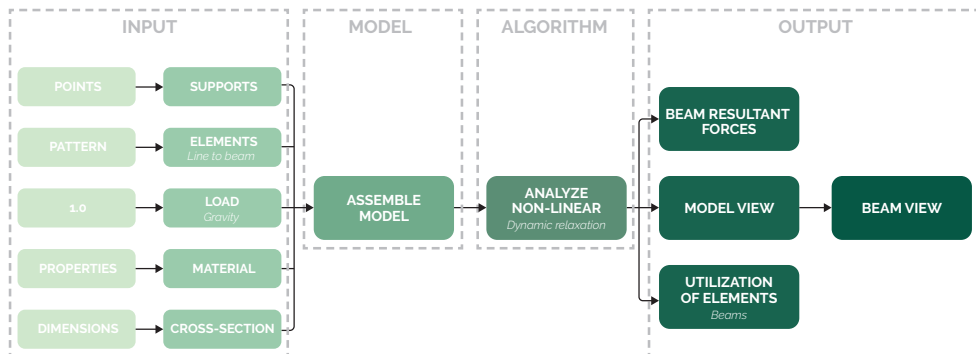 INPUT
MODEL
ALGORITHM
OUTPUT
POINTS
SUPPORTS
PATTERN
ELEMENTS
Line to beam
1.0
LOAD
Gravity
PROPERTIES
MATERIAL
DIMENSIONS
CROSS-SECTION
ASSEMBLE
MODEL
ANALYZE
NON-LINEAR
Dynamic relaxation
BEAM RESULTANT
FORCES
MODEL VIEW
BEAM VIEW
UTILIZATION
OF ELEMENTS
Beams